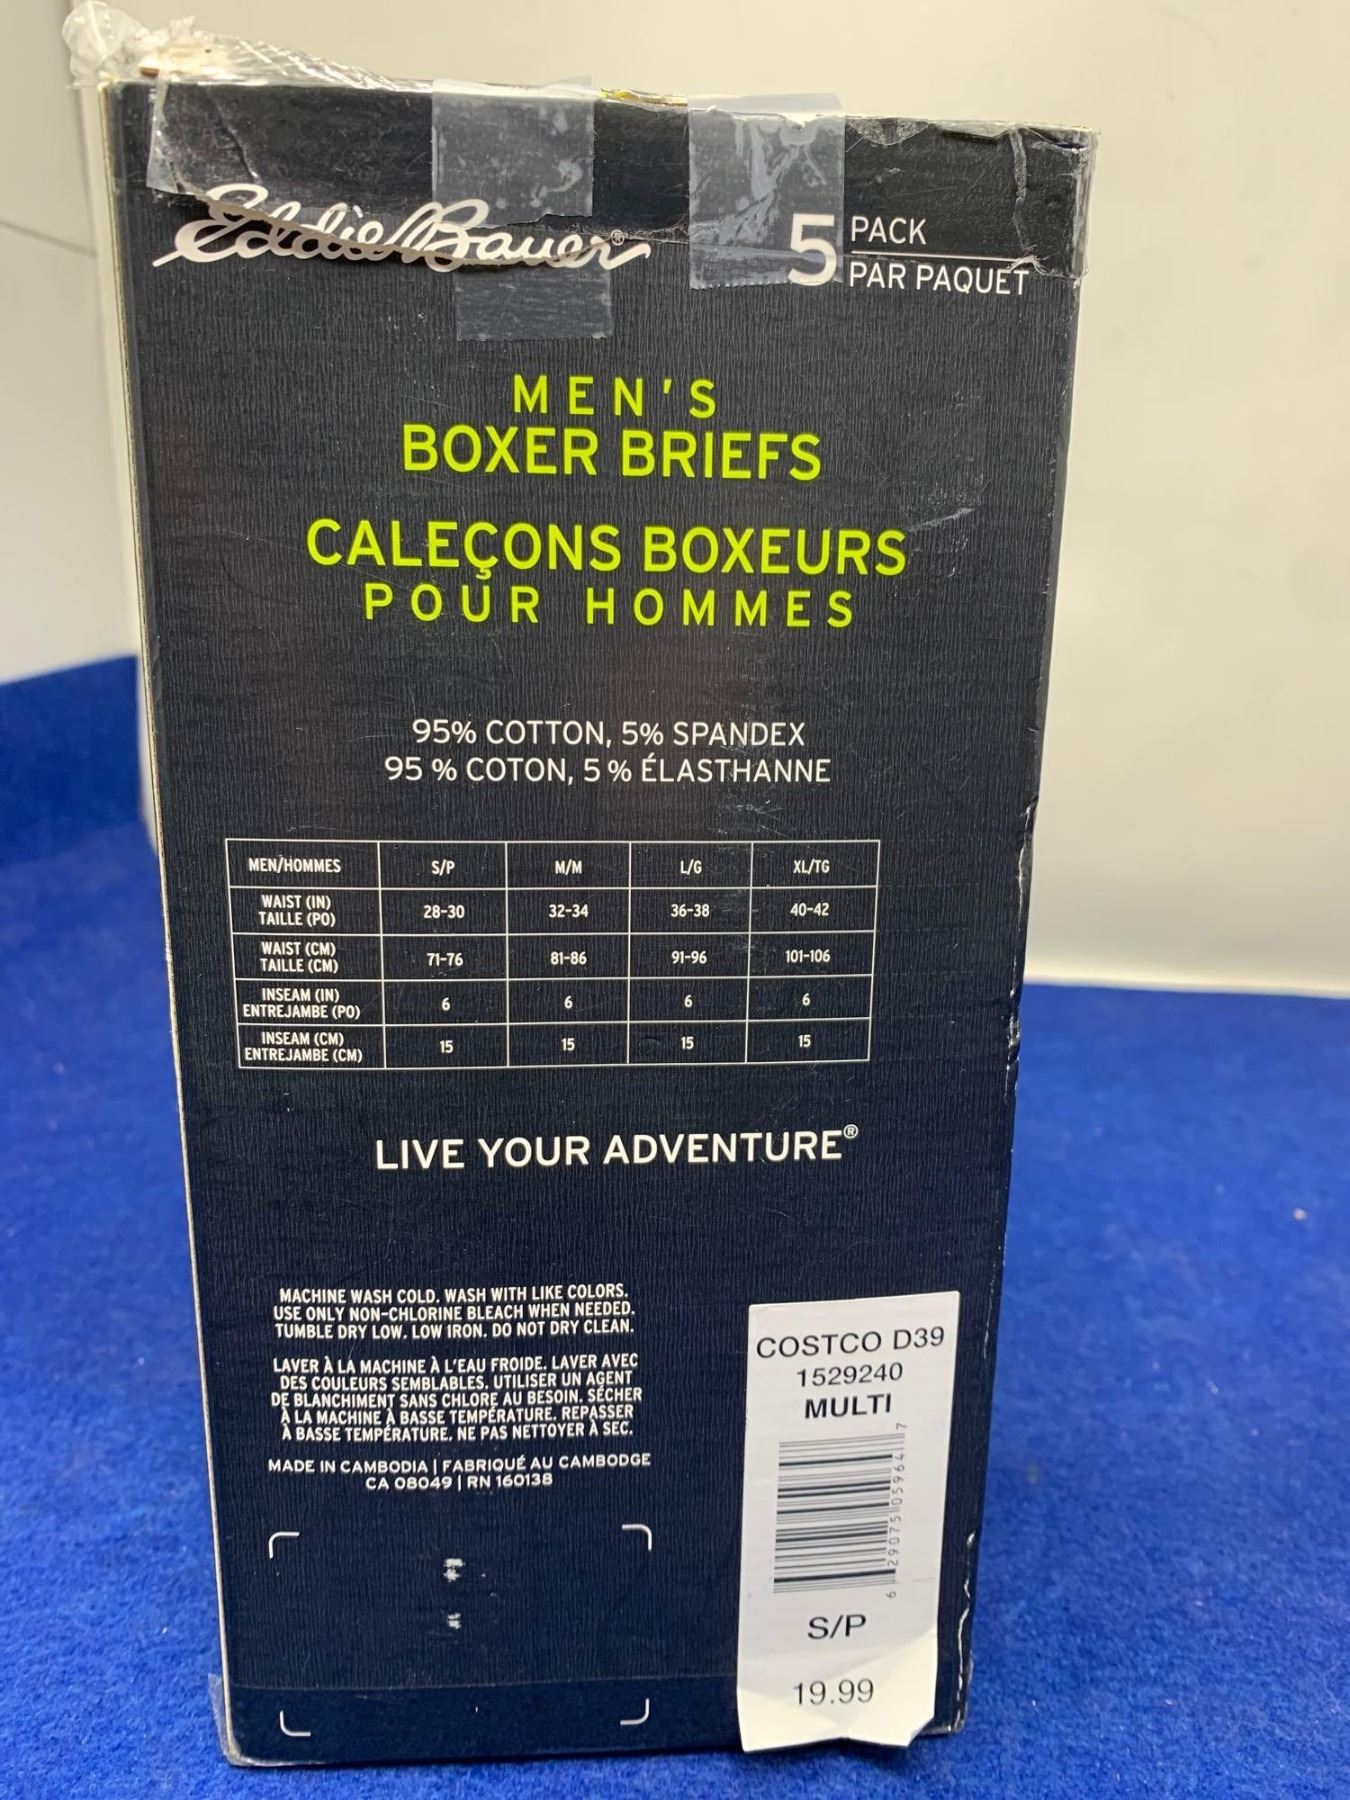 Eddie Bauer®
5 PACK
PAR PAQUET
MEN'S
BOXER BRIEFS
CALEÇONS BOXEURS
POUR HOMMES
95% COTTON, 5% SPANDEX
95 % COTON, 5 % ÉLASTHANNE
MEN/HOMMES S/P M/M L/G XL/TG
WAIST (IN)
TAILLE (PO) 28-30 32-34 36-38 40-42
WAIST (CM)
TAILLE (CM) 71-76 81-86 91-96 101-106
INSEAM (IN)
ENTREJAMBE (PO) 6 6 6 6
INSEAM (CM)
ENTREJAMBE (CM) 15 15 15 15
LIVE YOUR ADVENTURE®
MACHINE WASH COLD. WASH WITH LIKE COLORS.
USE ONLY NON-CHLORINE BLEACH WHEN NEEDED.
TUMBLE DRY LOW. LOW IRON. DO NOT DRY CLEAN.
LAVER À LA MACHINE À L'EAU FROIDE. LAVER AVEC
DES COULEURS SEMBLABLES. UTILISER UN AGENT
DE BLANCHIMENT SANS CHLORE AU BESOIN. SÉCHER
À LA MACHINE À BASSE TEMPÉRATURE. REPASSER
À BASSE TEMPÉRATURE. NE PAS NETTOYER À SEC.
MADE IN CAMBODIA | FABRIQUÉ AU CAMBODGE
CA 08049 | RN 160138
COSTCO D39
1529240
MULTI
6 29075 05964 7
S/P
19.99